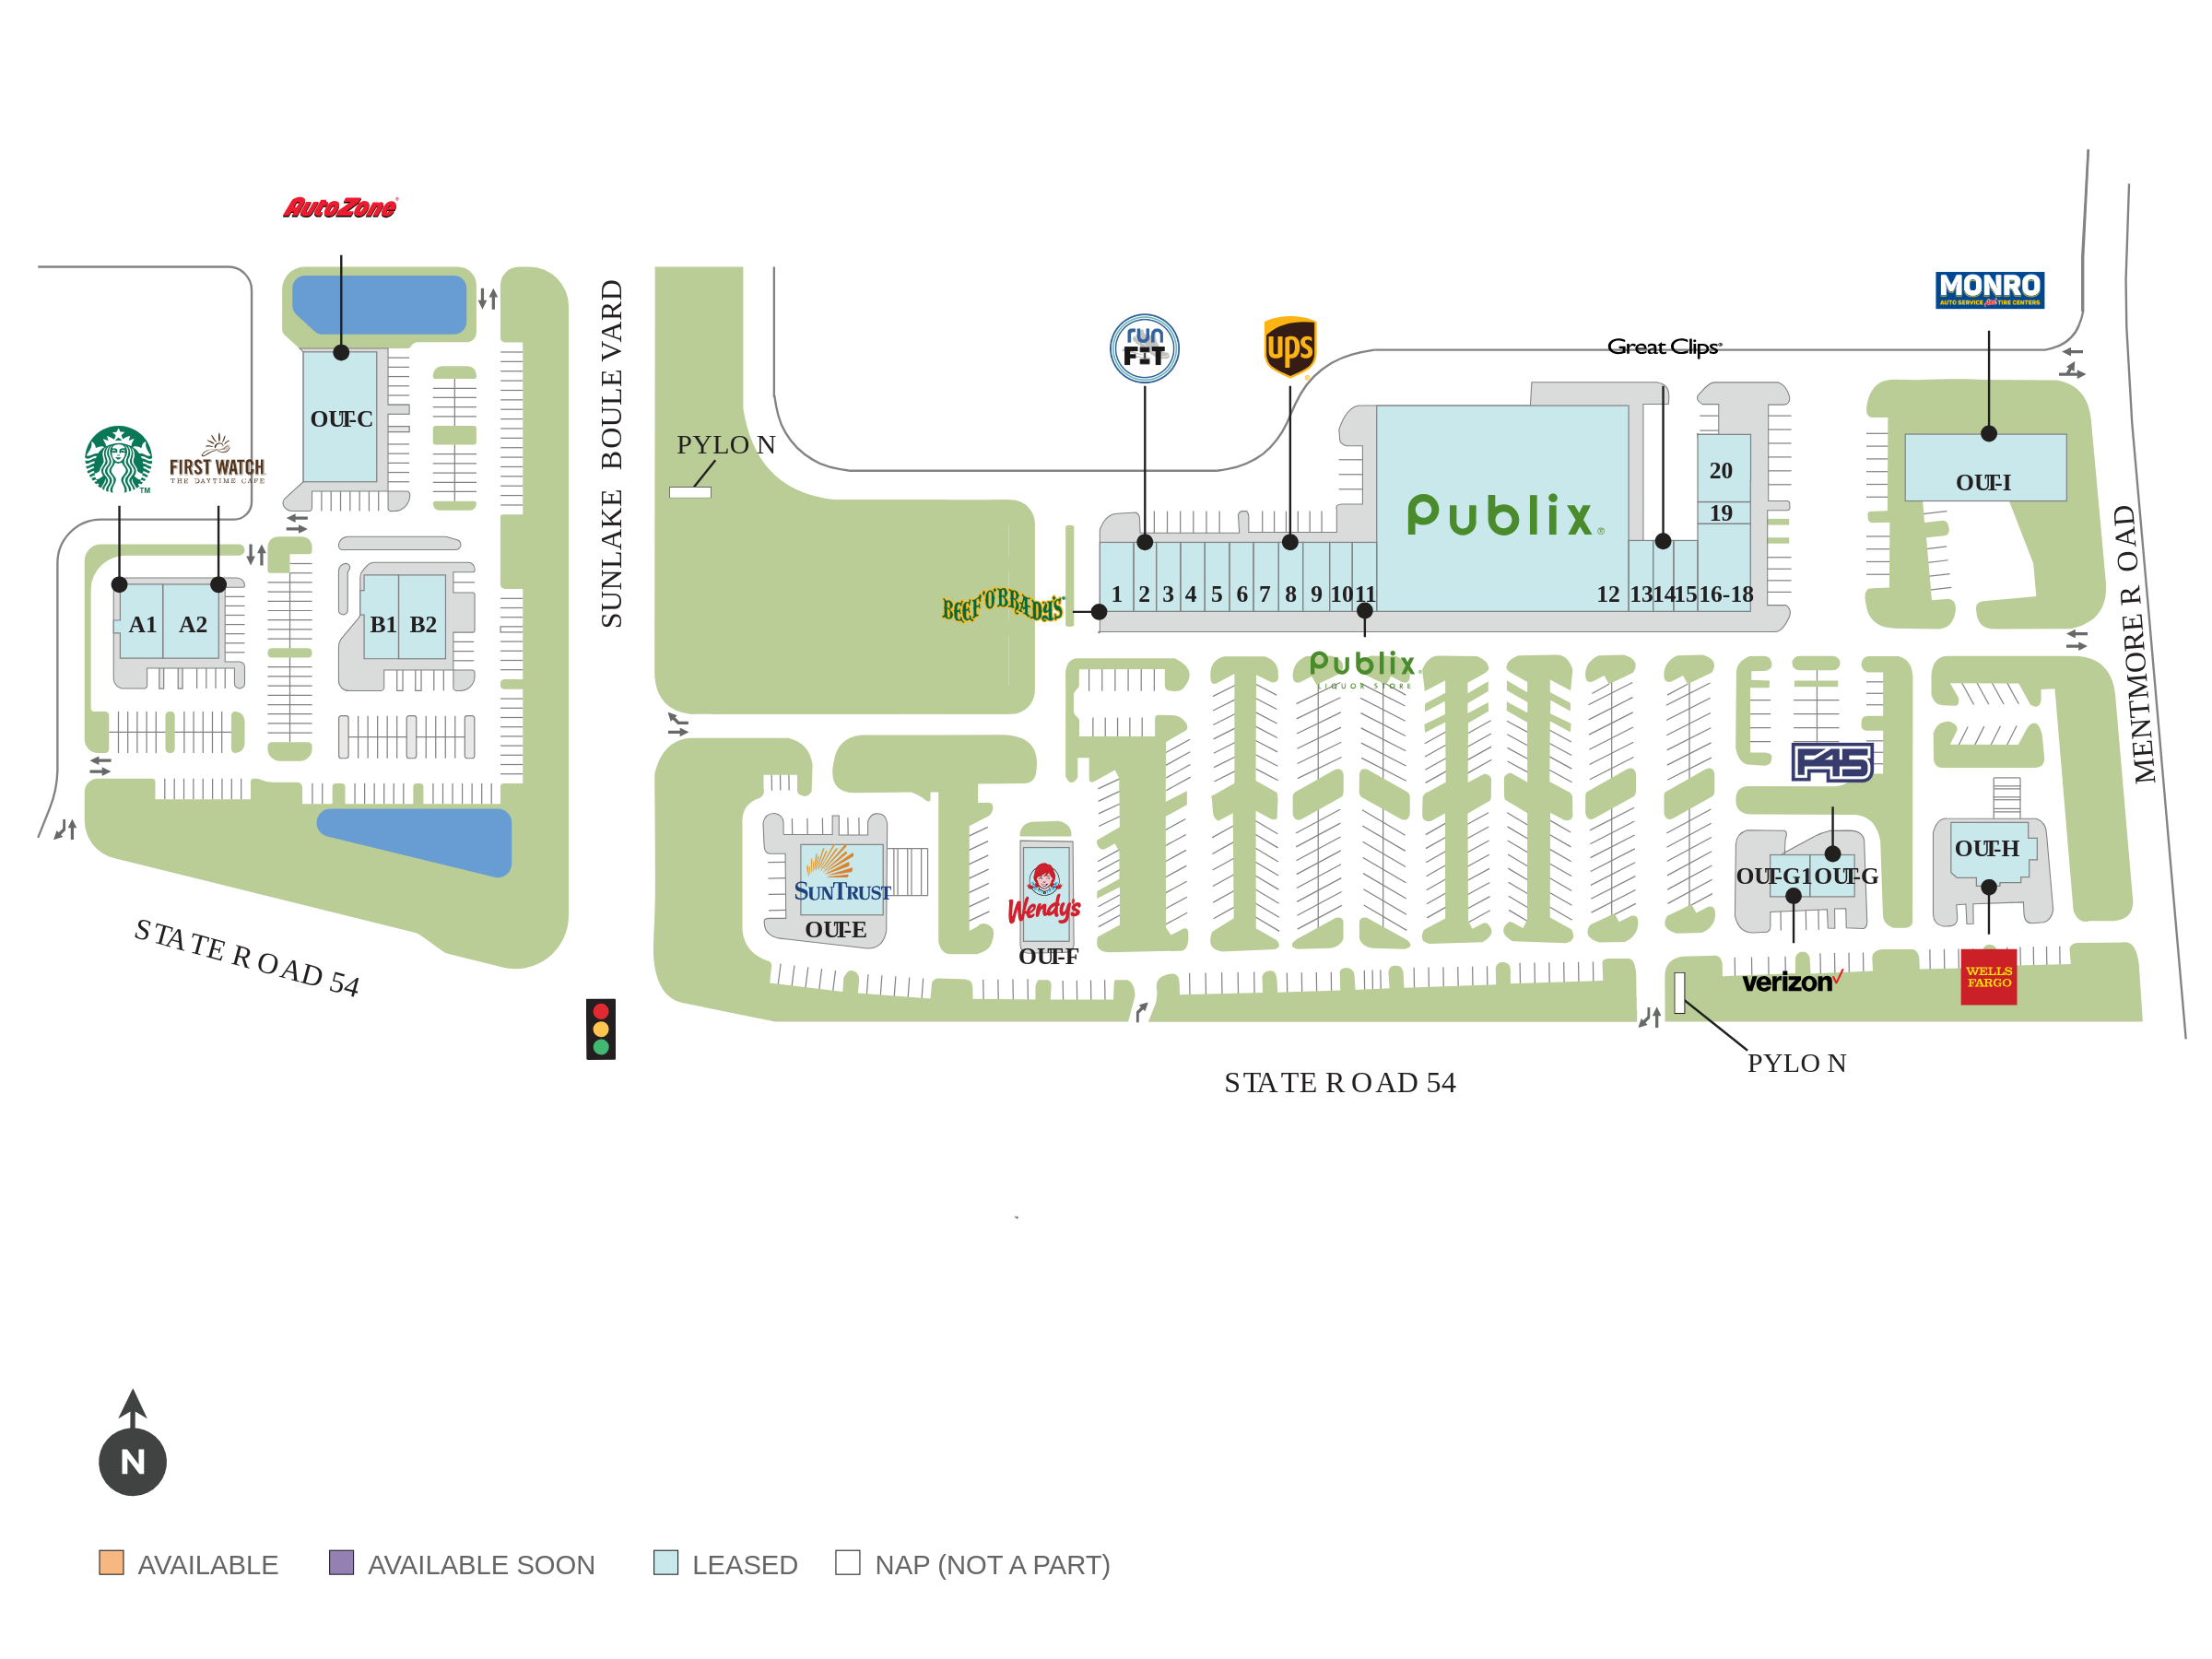 AutoZone
MONRO
AUTO SERVICE And TIRE CENTERS
run
FIT
ups
Great Clips
SUNLAKE BOULEVARD
PYLON
OUT-C
TM
FIRST WATCH
THE DAYTIME CAFE
20
19
OUT-I
Publix
BEEF 'O' BRADY'S
1 2 3 4 5 6 7 8 9 10 11 12 13 14 15 16-18
A1 A2
B1 B2
MENTMORE ROAD
Publix
LIQUOR STORE
F45
OUT-H
OUT-G1 OUT-G
SUNTRUST
OUT-E
Wendy's
OUT-F
STATE ROAD 54
verizon
WELLS
FARGO
PYLON
STATE ROAD 54
N
AVAILABLE
AVAILABLE SOON
LEASED
NAP (NOT A PART)